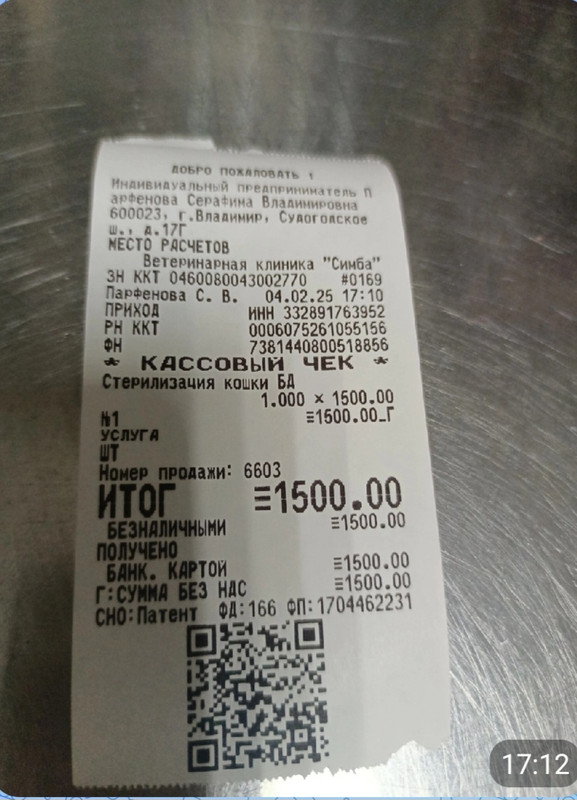 ДОБРО ПОЖАЛОВАТЬ !
Индивидуальный предприниматель П
арфенова Серафима Владимировна
600023, г.Владимир, Судогодское
ш., д.17Г
МЕСТО РАСЧЕТОВ
Ветеринарная клиника "Симба"
ЗН ККТ 0460080043002770 #0169
Парфенова С. В. 04.02.25 17:10
ПРИХОД ИНН 332891763952
РН ККТ 0006075261055156
ФН 7381440800518856
* КАССОВЫЙ ЧЕК *
Стерилизация кошки БД
1.000 × 1500.00
№1 ≡1500.00_Г
УСЛУГА
ШТ
Номер продажи: 6603
ИТОГ ≡1500.00
БЕЗНАЛИЧНЫМИ ≡1500.00
ПОЛУЧЕНО
БАНК. КАРТОЙ ≡1500.00
Г:СУММА БЕЗ НДС ≡1500.00
СНО:Патент ФД:166 ФП:1704462231
17:12